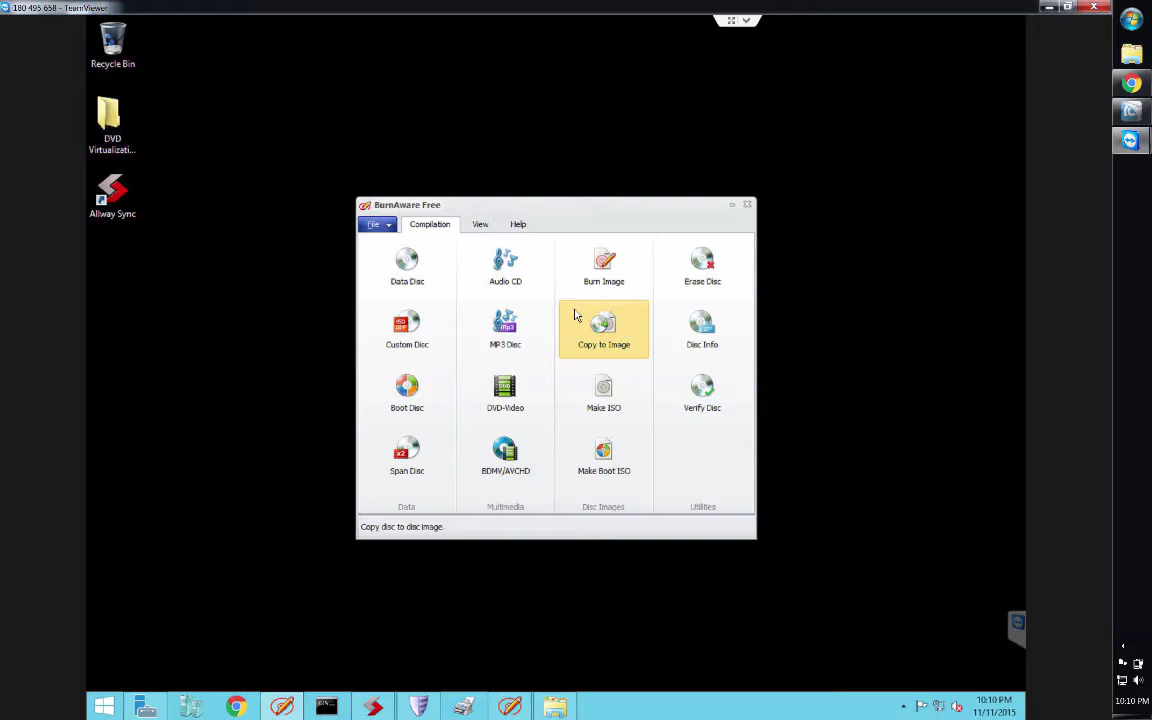 180 495 658 - TeamViewer
Recycle Bin
DVD
Virtualizati...
Allway Sync
BurnAware Free
File
Compilation
View
Help
Data Disc
Audio CD
Burn Image
Erase Disc
Custom Disc
MP3 Disc
Copy to Image
Disc Info
Boot Disc
DVD-Video
Make ISO
Verify Disc
Span Disc
BDMV/AVCHD
Make Boot ISO
Data
Multimedia
Disc Images
Utilities
Copy disc to disc image.
10:10 PM
11/11/2015
10:10 PM